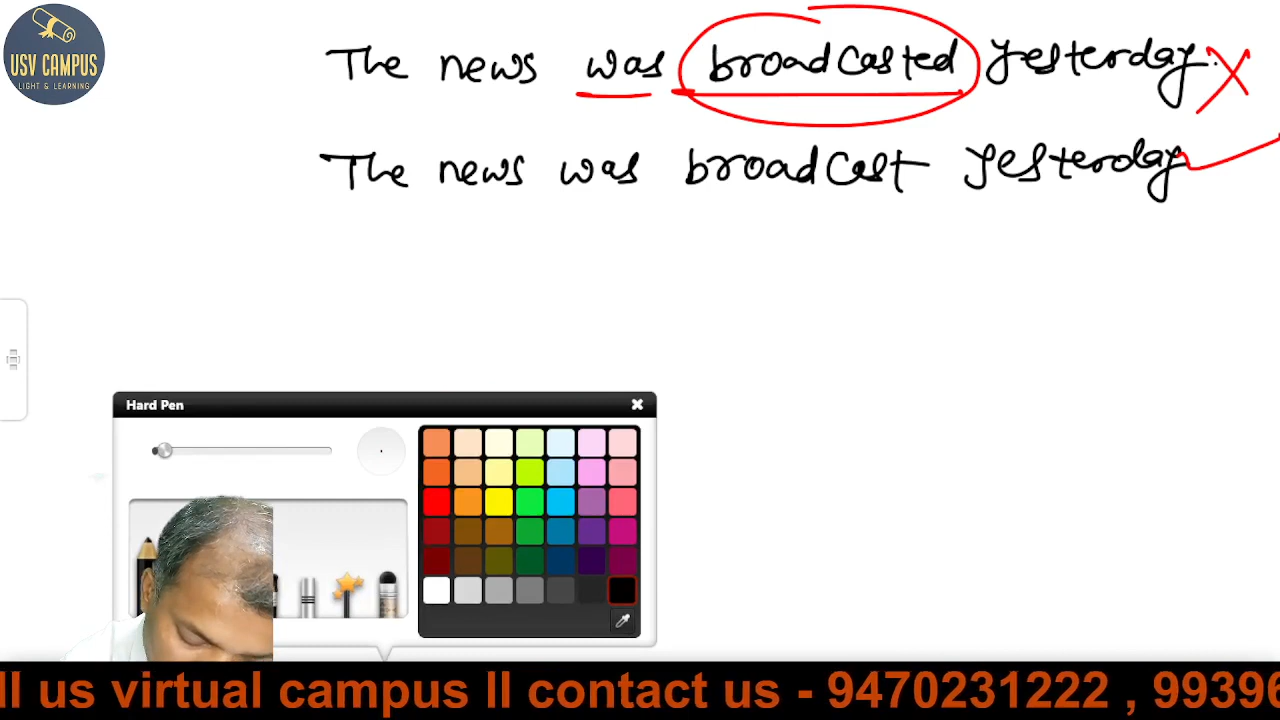 USV CAMPUS
LIGHT & LEARNING
The news was broadcasted yesterday.
The news was broadcast yesterday
Hard Pen
ll us virtual campus ll contact us - 9470231222 , 99396